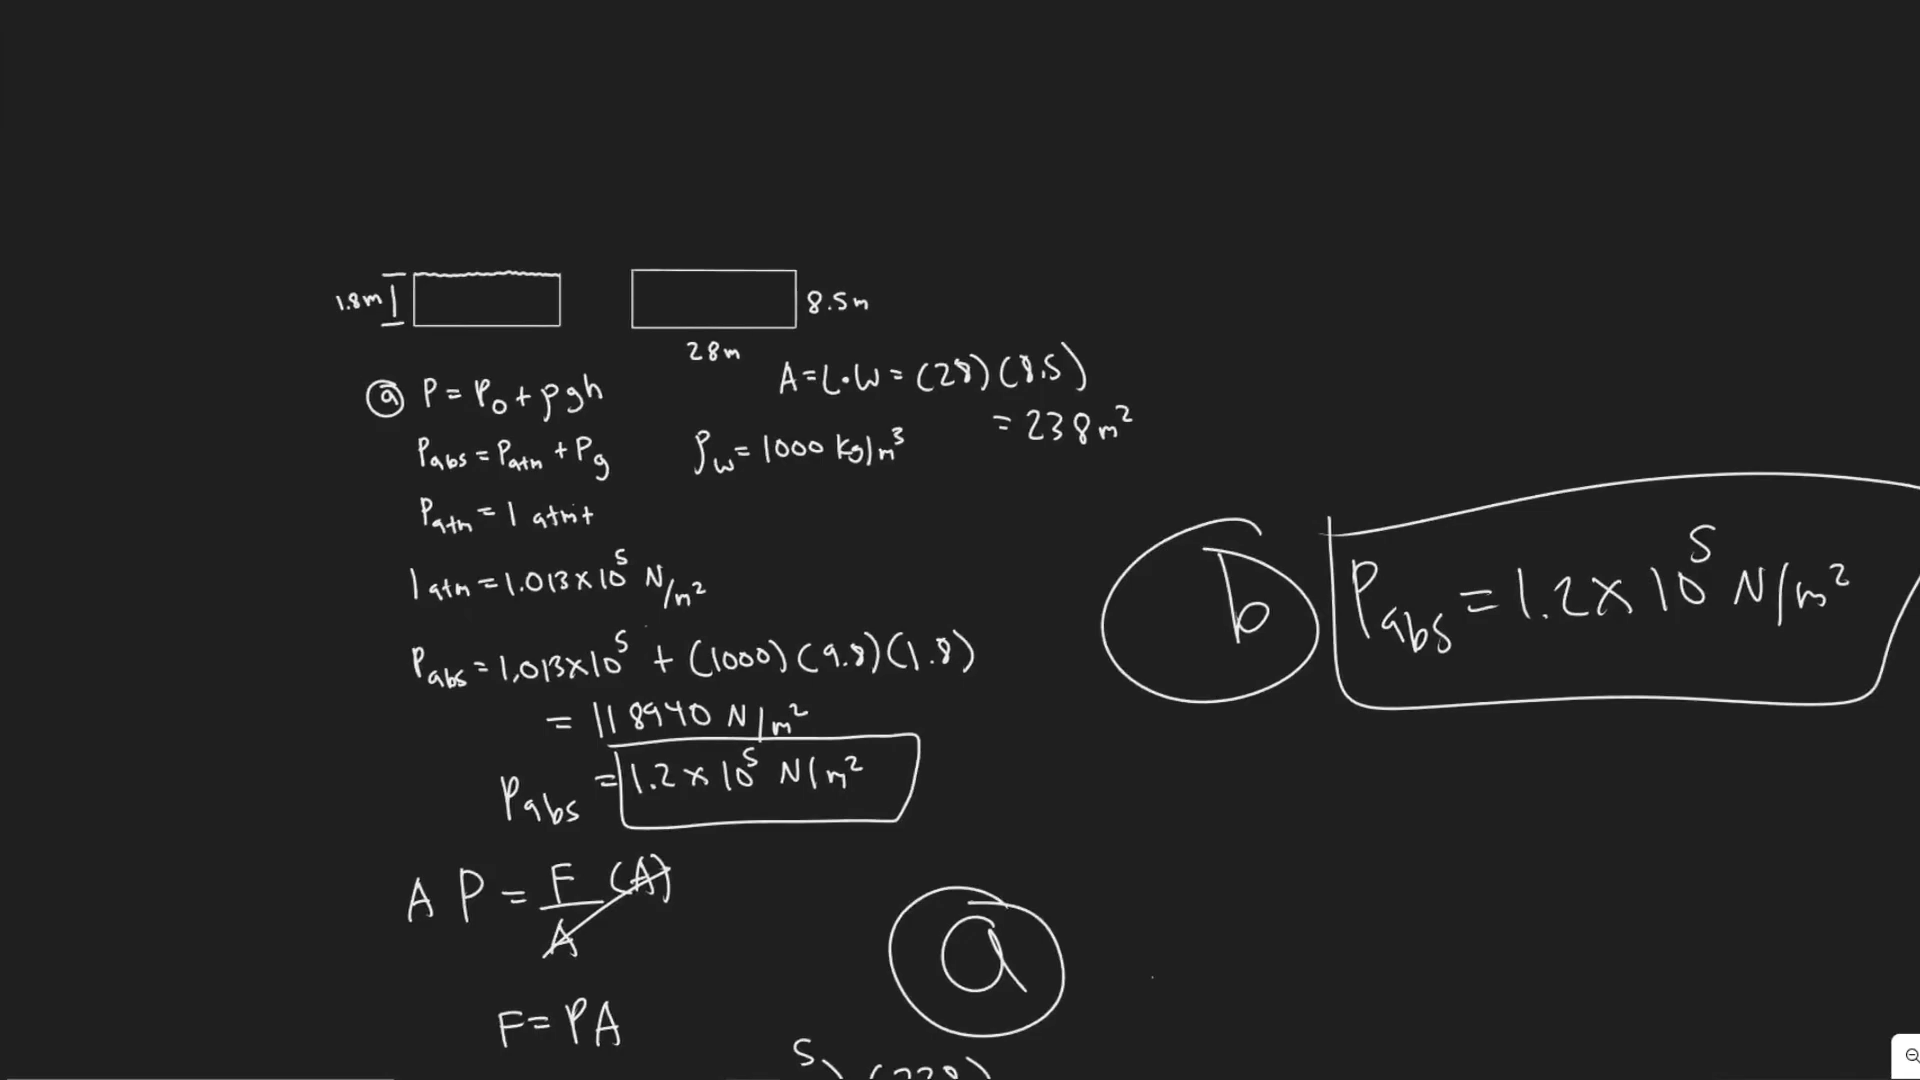 1.8m
8.5m
28m
A=L·W=(28)(8.5)
=238m²
ⓐ P=P₀+ρgh
Pabs=Patm+Pg
ρw=1000 kg/m³
Patm=1 atm
1 atm=1.013×10⁵ N/m²
Pabs=1.013×10⁵+(1000)(9.8)(1.8)
=118940 N/m²
Pabs=1.2×10⁵ N/m²
b Pabs=1.2×10⁵ N/m²
A P=F/A (A)
a
F=PA